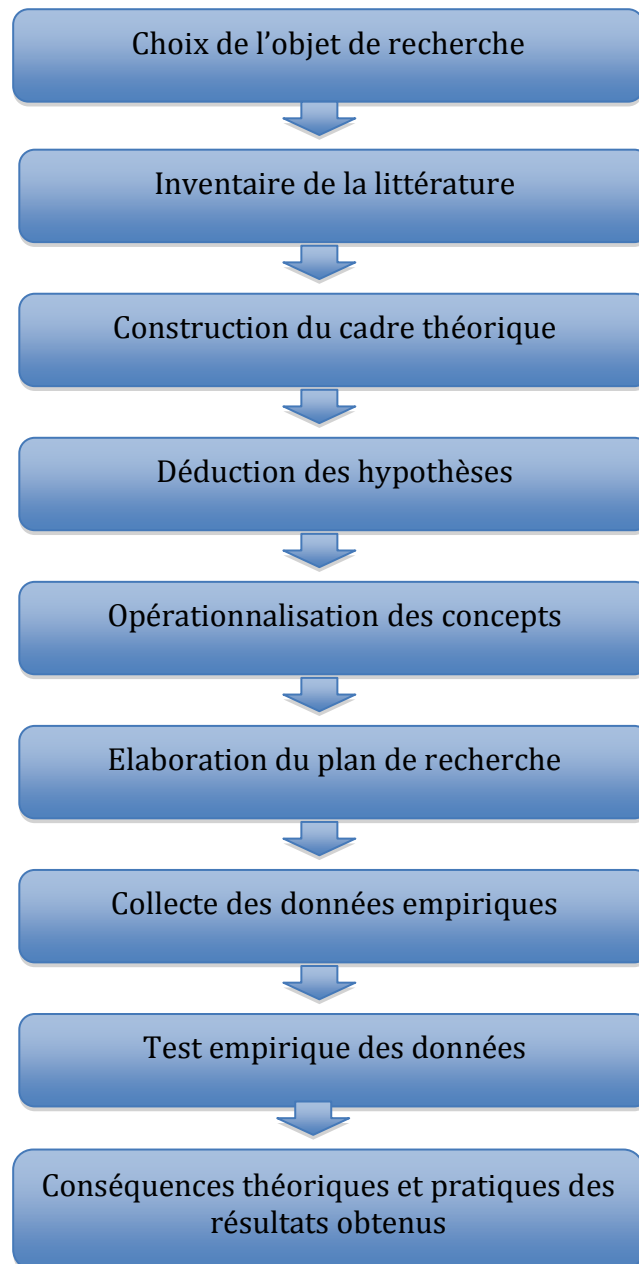 Choix de l’objet de recherche
Inventaire de la littérature
Construction du cadre théorique
Déduction des hypothèses
Opérationnalisation des concepts
Elaboration du plan de recherche
Collecte des données empiriques
Test empirique des données
Conséquences théoriques et pratiques des
résultats obtenus